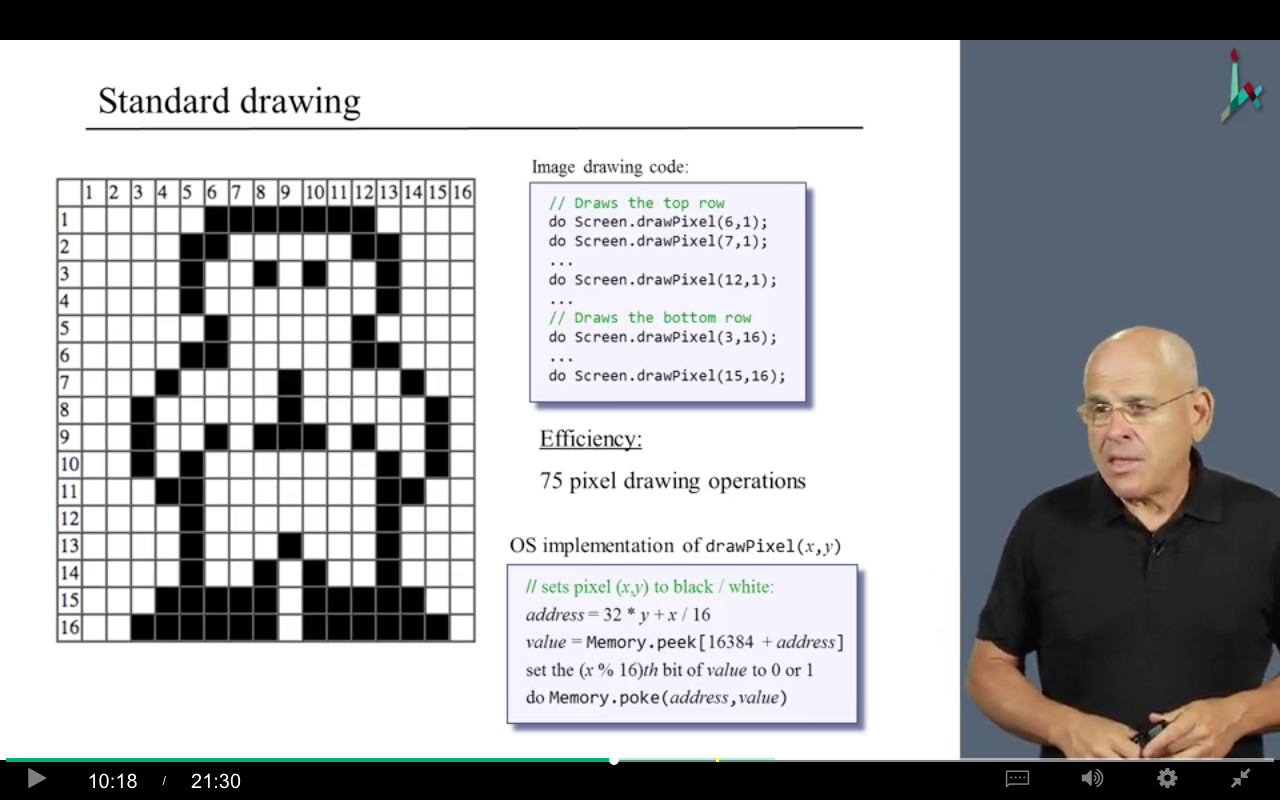 Standard drawing
Image drawing code:
1 2 3 4 5 6 7 8 9 10 11 12 13 14 15 16
1
2
3
4
5
6
7
8
9
10
11
12
13
14
15
16
// Draws the top row
do Screen.drawPixel(6,1);
do Screen.drawPixel(7,1);
...
do Screen.drawPixel(12,1);
...
// Draws the bottom row
do Screen.drawPixel(3,16);
...
do Screen.drawPixel(15,16);
Efficiency:
75 pixel drawing operations
OS implementation of drawPixel(x,y)
// sets pixel (x,y) to black / white:
address = 32 * y + x / 16
value = Memory.peek[16384 + address]
set the (x % 16)th bit of value to 0 or 1
do Memory.poke(address,value)
10:18 / 21:30